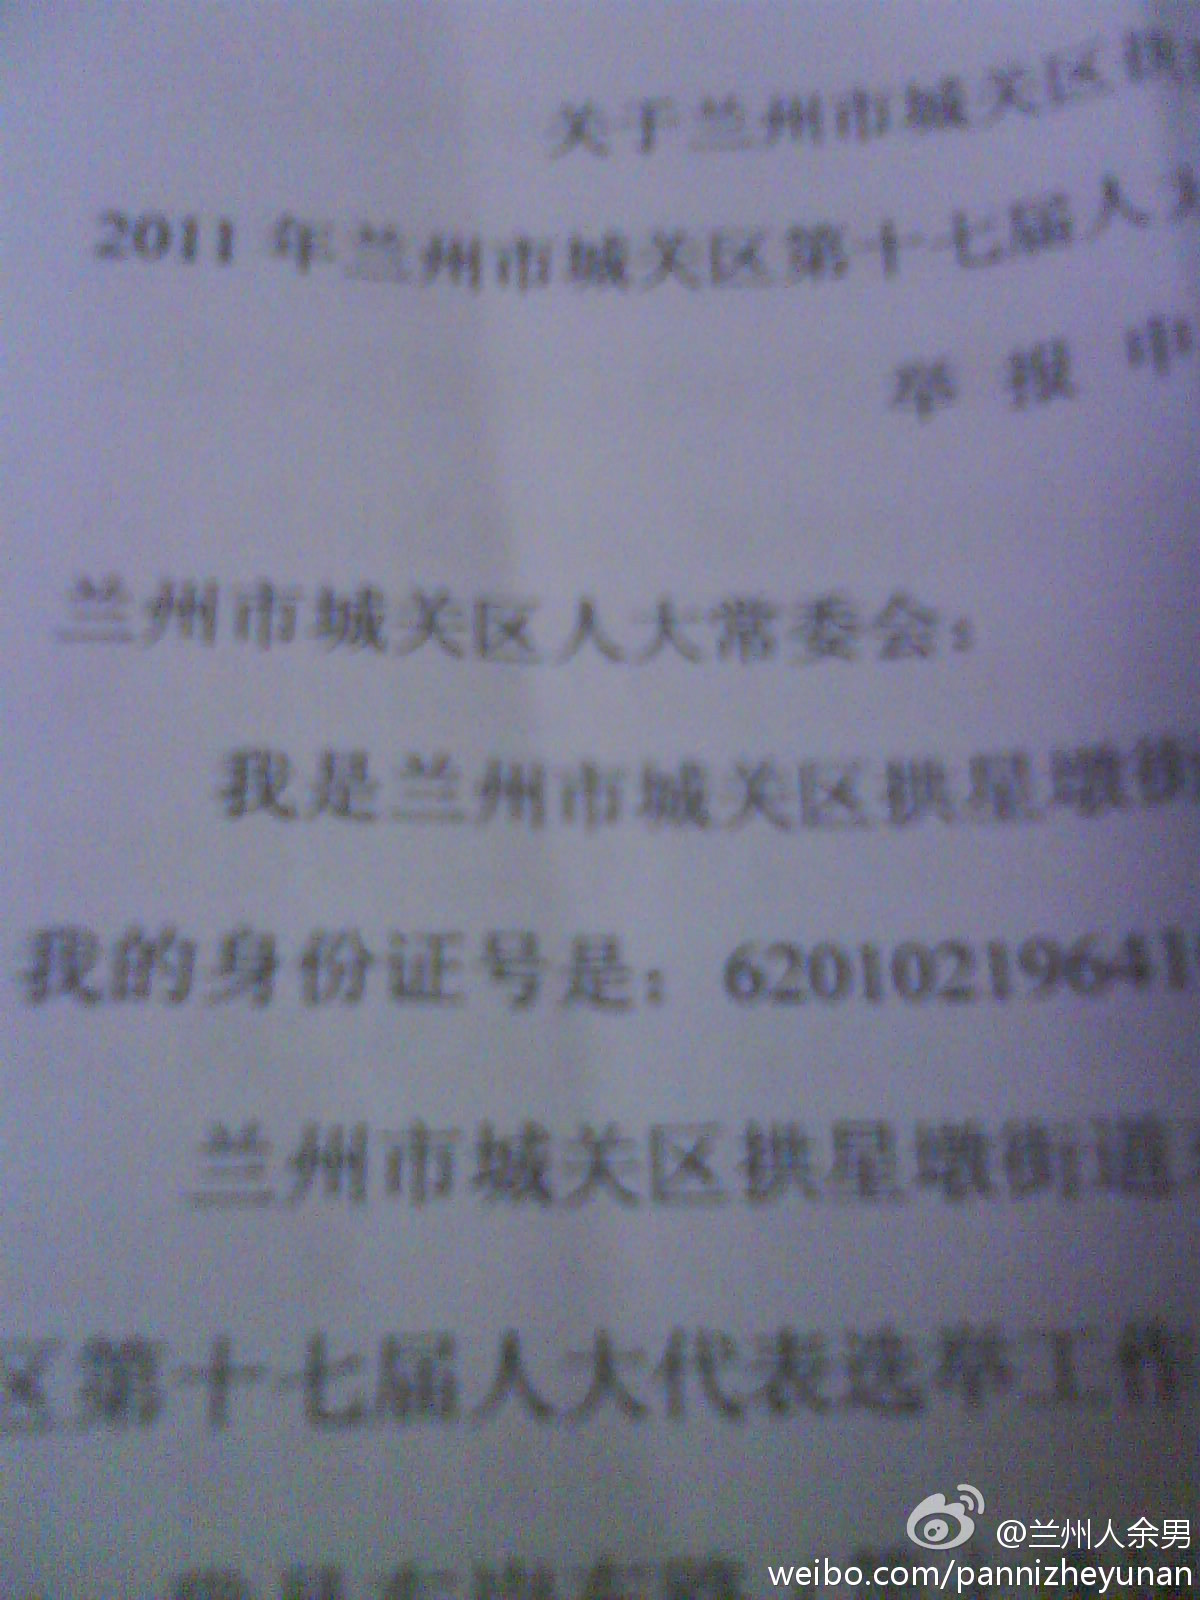 关于兰州市城关区拱
2011 年兰州市城关区第十七届人大
举 报 申
兰州市城关区人大常委会：
我是兰州市城关区拱星墩街
我的身份证号是：62010219641
兰州市城关区拱星墩街道
区第十七届人大代表选举工作
@兰州人余男
weibo.com/pannizheyunan